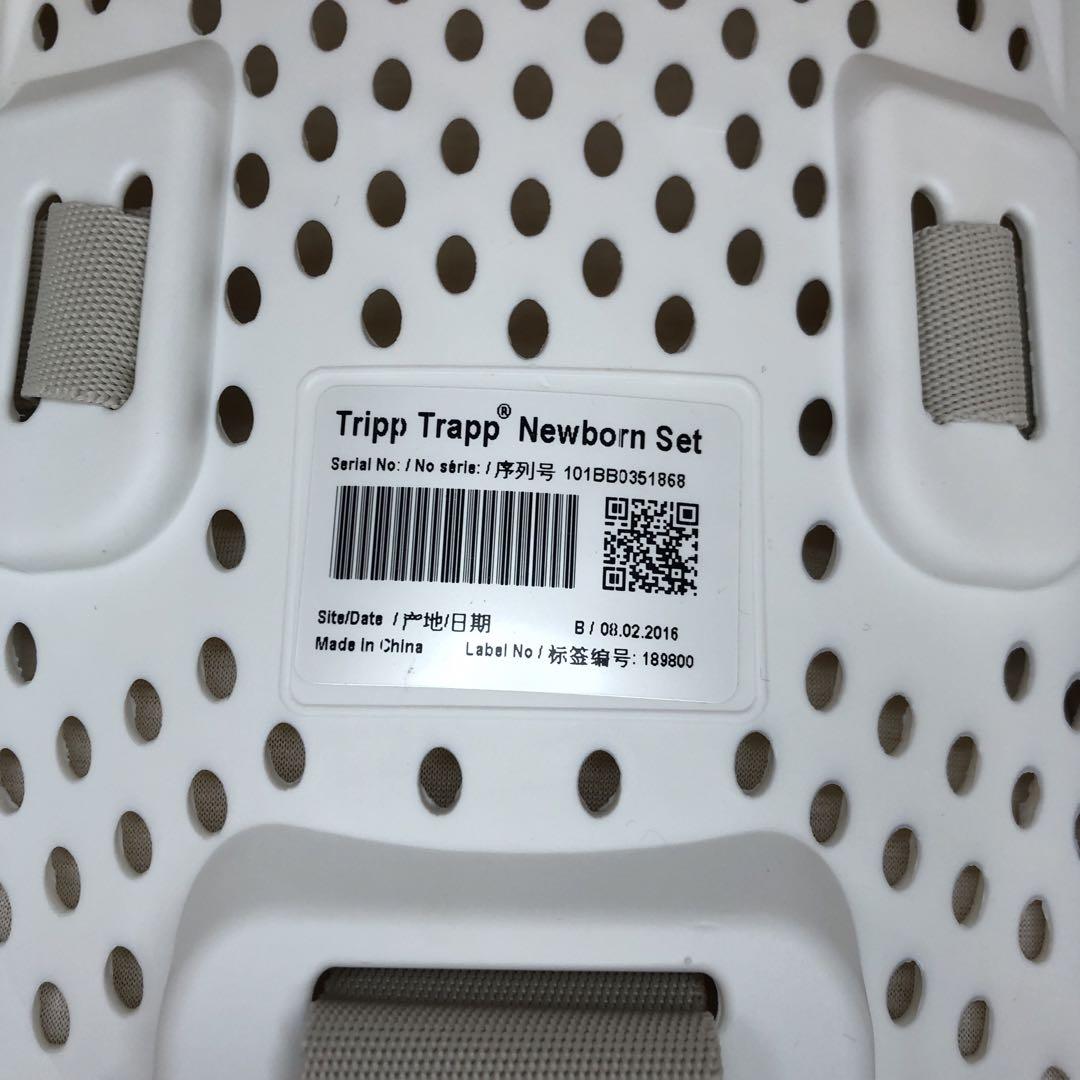 Tripp Trapp® Newborn Set
Serial No: / No série: / 序列号 101BB0351868
Site/Date / 产地/日期 B / 08.02.2016
Made in China Label No / 标签编号: 189800